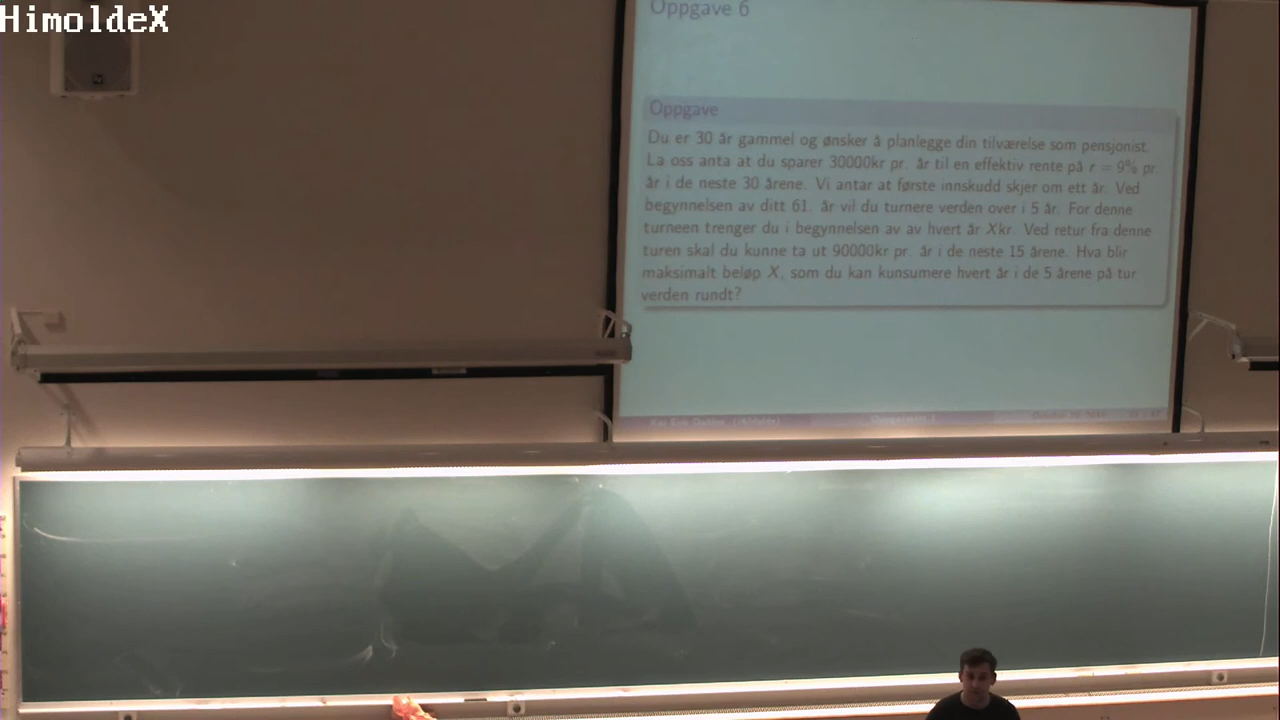 HimoldeX
Oppgave 6
Oppgave
Du er 30 år gammel og ønsker å planlegge din tilværelse som pensjonist.
La oss anta at du sparer 30000kr pr. år til en effektiv rente på r = 9% pr.
år i de neste 30 årene. Vi antar at første innskudd skjer om ett år. Ved
begynnelsen av ditt 61. år vil du turnere verden over i 5 år. For denne
turneen trenger du i begynnelsen av av hvert år Xkr. Ved retur fra denne
turen skal du kunne ta ut 90000kr pr. år i de neste 15 årene. Hva blir
maksimalt beløp X, som du kan kunsumere hvert år i de 5 årene på tur
verden rundt?